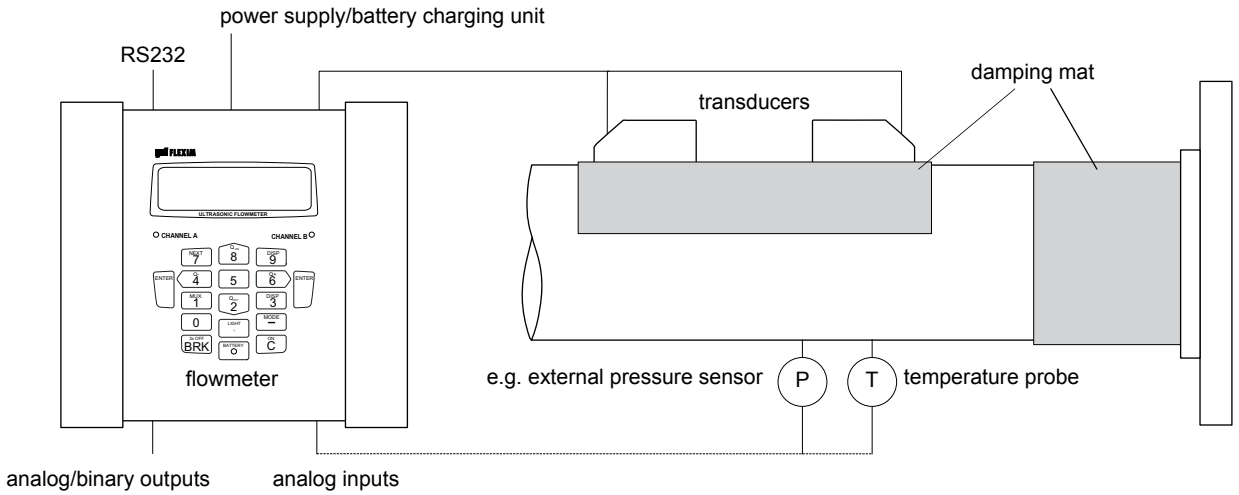 power supply/battery charging unit
RS232
damping mat
transducers
FLEXIM
ULTRASONIC FLOWMETER
CHANNEL A
CHANNEL B
NEXT
7
8
DISP
9
ENTER
Q-
4
5
Q+
6
ENTER
MUX
1
2
DISP
3
0
LIGHT
.
MODE
–
3x OFF
BRK
BATTERY
ON
C
flowmeter
e.g. external pressure sensor
P
T
temperature probe
analog/binary outputs
analog inputs